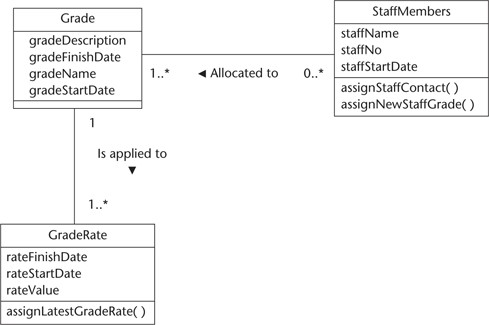 Grade
gradeDescription
gradeFinishDate
gradeName
gradeStartDate
StaffMembers
staffName
staffNo
staffStartDate
assignStaffContact( )
assignNewStaffGrade( )
1..*
◄ Allocated to
0..*
1
Is applied to
▼
1..*
GradeRate
rateFinishDate
rateStartDate
rateValue
assignLatestGradeRate( )